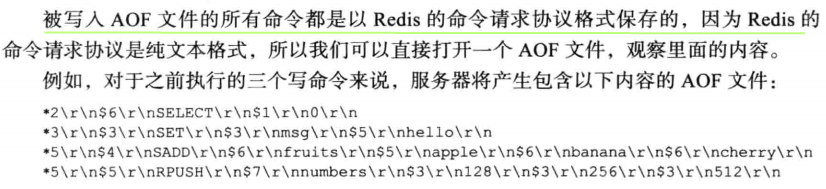 被写入 AOF 文件的所有命令都是以 Redis 的命令请求协议格式保存的，因为 Redis 的
命令请求协议是纯文本格式，所以我们可以直接打开一个 AOF 文件，观察里面的内容。
例如，对于之前执行的三个写命令来说，服务器将产生包含以下内容的 AOF 文件：
*2\r\n$6\r\nSELECT\r\n$1\r\n0\r\n
*3\r\n$3\r\nSET\r\n$3\r\nmsg\r\n$5\r\nhello\r\n
*5\r\n$4\r\nSADD\r\n$6\r\nfruits\r\n$5\r\napple\r\n$6\r\nbanana\r\n$6\r\ncherry\r\n
*5\r\n$5\r\nRPUSH\r\n$7\r\nnumbers\r\n$3\r\n128\r\n$3\r\n256\r\n$3\r\n512\r\n